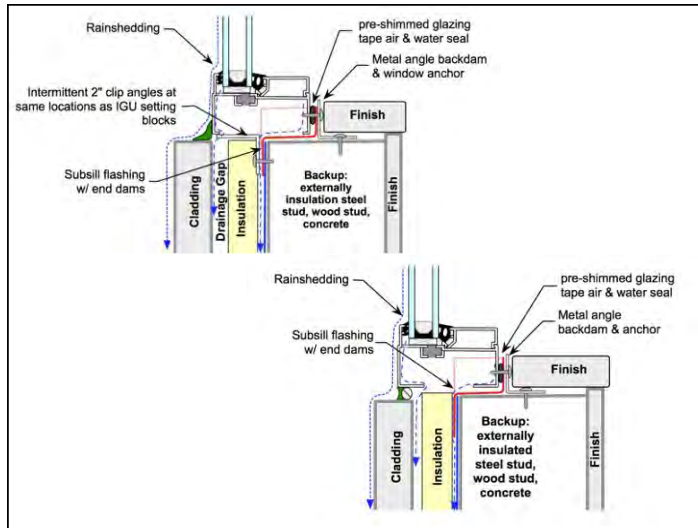 Rainshedding
pre-shimmed glazing
tape air & water seal
Metal angle backdam
& window anchor
Intermittent 2" clip angles at
same locations as IGU setting
blocks
Finish
Subsill flashing
w/ end dams
Cladding
Drainage Gap
Insulation
Backup:
externally
insulation steel
stud, wood stud,
concrete
Finish
Rainshedding
pre-shimmed glazing
tape air & water seal
Subsill flashing
w/ end dams
Metal angle
backdam & anchor
Finish
Cladding
Insulation
Backup:
externally
insulated
steel stud,
wood stud,
concrete
Finish